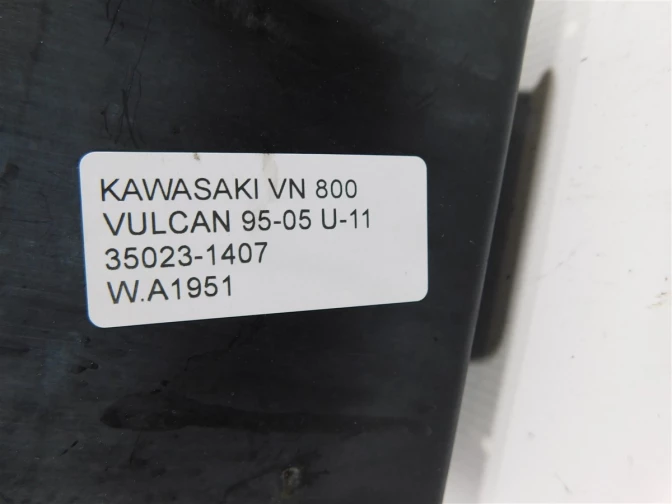 KAWASAKI VN 800
VULCAN 95-05 U-11
35023-1407
W.A1951